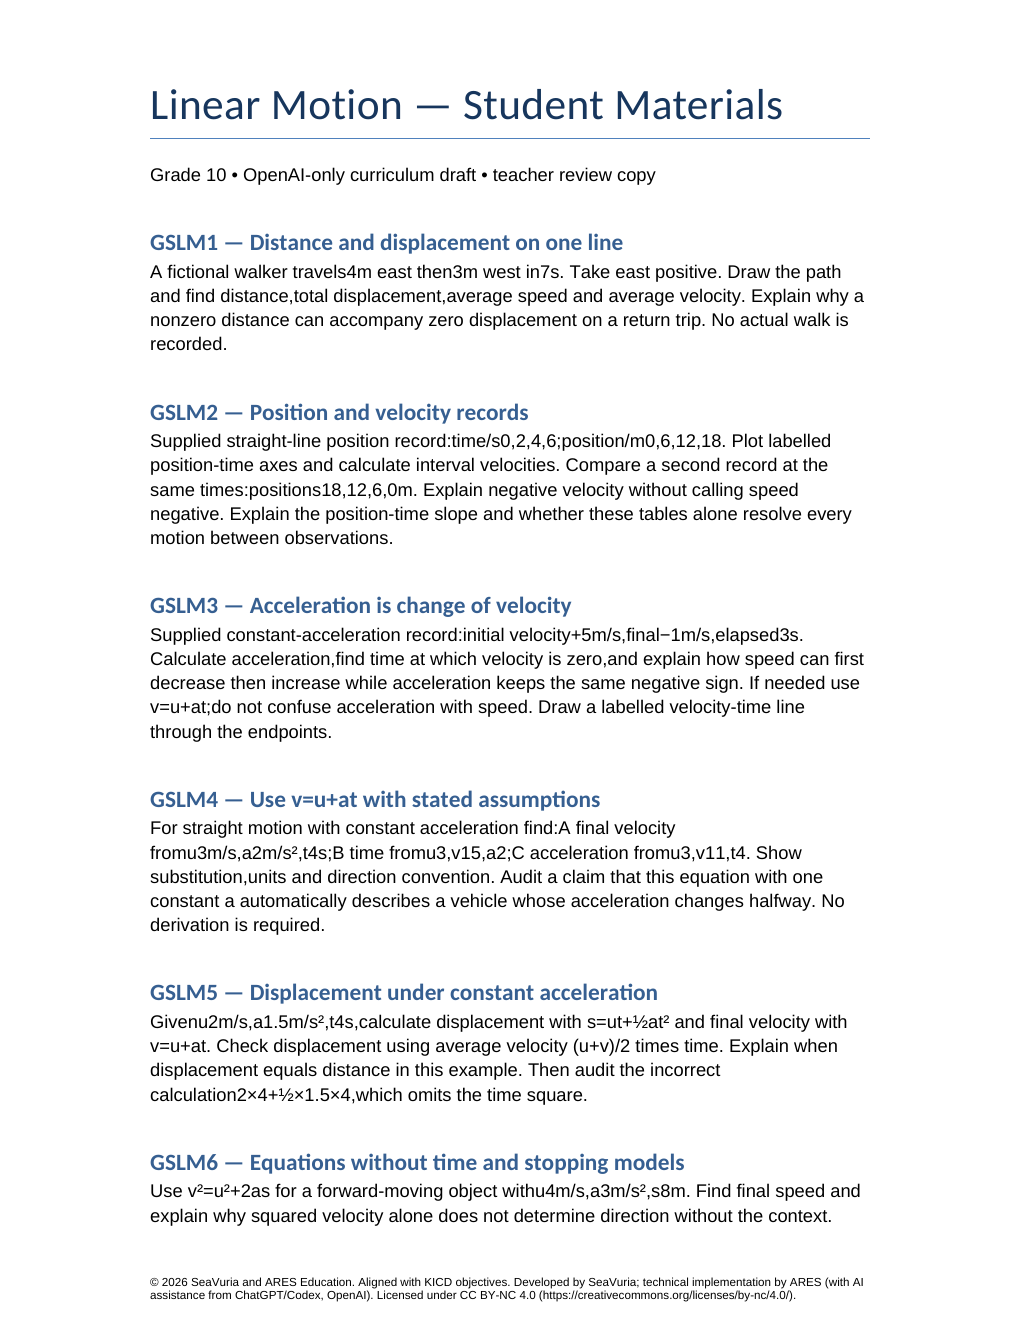 Linear Motion — Student Materials
Grade 10 • OpenAI-only curriculum draft • teacher review copy
GSLM1 — Distance and displacement on one line
A fictional walker travels4m east then3m west in7s. Take east positive. Draw the path
and find distance,total displacement,average speed and average velocity. Explain why a
nonzero distance can accompany zero displacement on a return trip. No actual walk is
recorded.
GSLM2 — Position and velocity records
Supplied straight-line position record:time/s0,2,4,6;position/m0,6,12,18. Plot labelled
position-time axes and calculate interval velocities. Compare a second record at the
same times:positions18,12,6,0m. Explain negative velocity without calling speed
negative. Explain the position-time slope and whether these tables alone resolve every
motion between observations.
GSLM3 — Acceleration is change of velocity
Supplied constant-acceleration record:initial velocity+5m/s,final−1m/s,elapsed3s.
Calculate acceleration,find time at which velocity is zero,and explain how speed can first
decrease then increase while acceleration keeps the same negative sign. If needed use
v=u+at;do not confuse acceleration with speed. Draw a labelled velocity-time line
through the endpoints.
GSLM4 — Use v=u+at with stated assumptions
For straight motion with constant acceleration find:A final velocity
fromu3m/s,a2m/s²,t4s;B time fromu3,v15,a2;C acceleration fromu3,v11,t4. Show
substitution,units and direction convention. Audit a claim that this equation with one
constant a automatically describes a vehicle whose acceleration changes halfway. No
derivation is required.
GSLM5 — Displacement under constant acceleration
Givenu2m/s,a1.5m/s²,t4s,calculate displacement with s=ut+½at² and final velocity with
v=u+at. Check displacement using average velocity (u+v)/2 times time. Explain when
displacement equals distance in this example. Then audit the incorrect
calculation2×4+½×1.5×4,which omits the time square.
GSLM6 — Equations without time and stopping models
Use v²=u²+2as for a forward-moving object withu4m/s,a3m/s²,s8m. Find final speed and
explain why squared velocity alone does not determine direction without the context.
© 2026 SeaVuria and ARES Education. Aligned with KICD objectives. Developed by SeaVuria; technical implementation by ARES (with AI
assistance from ChatGPT/Codex, OpenAI). Licensed under CC BY-NC 4.0 (https://creativecommons.org/licenses/by-nc/4.0/).